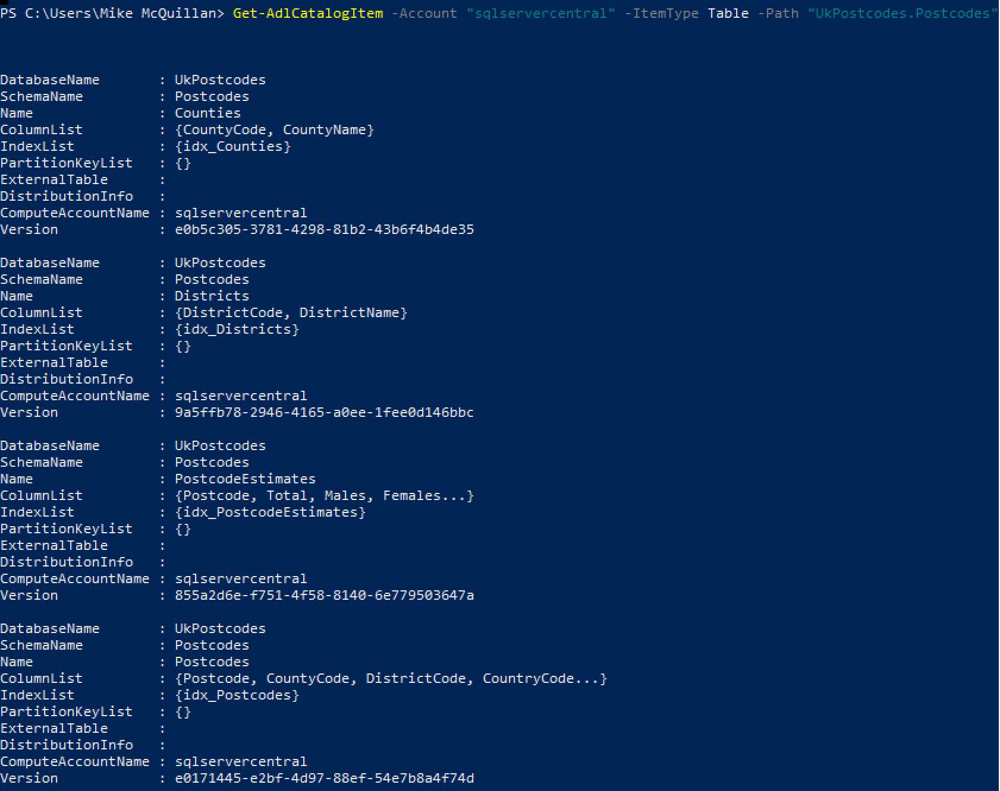 PS C:\Users\Mike McQuillan> Get-AdlCatalogItem -Account "sqlservercentral" -ItemType Table -Path "UkPostcodes.Postcodes"
DatabaseName       : UkPostcodes
SchemaName         : Postcodes
Name               : Counties
ColumnList         : {CountyCode, CountyName}
IndexList          : {idx_Counties}
PartitionKeyList   : {}
ExternalTable      :
DistributionInfo   :
ComputeAccountName : sqlservercentral
Version            : e0b5c305-3781-4298-81b2-43b6f4b4de35
DatabaseName       : UkPostcodes
SchemaName         : Postcodes
Name               : Districts
ColumnList         : {DistrictCode, DistrictName}
IndexList          : {idx_Districts}
PartitionKeyList   : {}
ExternalTable      :
DistributionInfo   :
ComputeAccountName : sqlservercentral
Version            : 9a5ffb78-2946-4165-a0ee-1fee0d146bbc
DatabaseName       : UkPostcodes
SchemaName         : Postcodes
Name               : PostcodeEstimates
ColumnList         : {Postcode, Total, Males, Females...}
IndexList          : {idx_PostcodeEstimates}
PartitionKeyList   : {}
ExternalTable      :
DistributionInfo   :
ComputeAccountName : sqlservercentral
Version            : 855a2d6e-f751-4f58-8140-6e779503647a
DatabaseName       : UkPostcodes
SchemaName         : Postcodes
Name               : Postcodes
ColumnList         : {Postcode, CountyCode, DistrictCode, CountryCode...}
IndexList          : {idx_Postcodes}
PartitionKeyList   : {}
ExternalTable      :
DistributionInfo   :
ComputeAccountName : sqlservercentral
Version            : e0171445-e2bf-4d97-88ef-54e7b8a4f74d